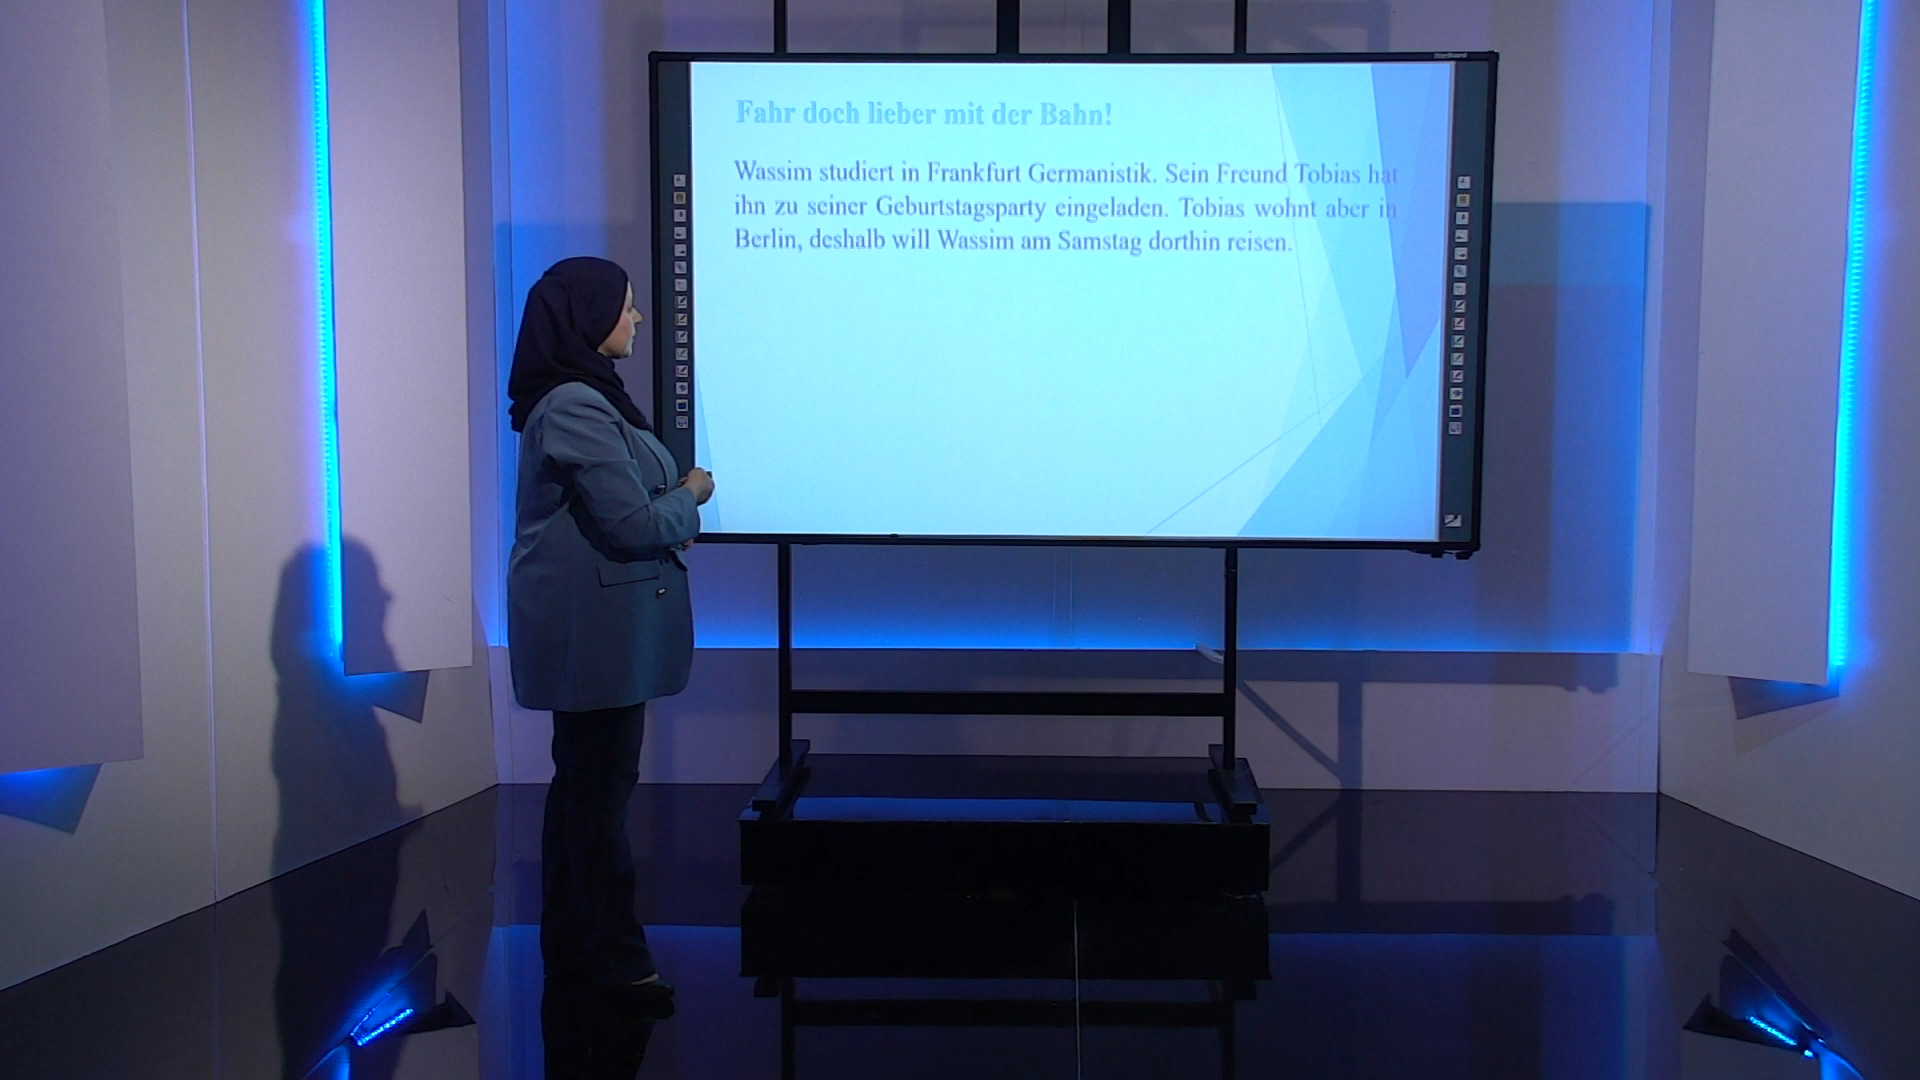 Fahr doch lieber mit der Bahn!
Wassim studiert in Frankfurt Germanistik. Sein Freund Tobias hat
ihn zu seiner Geburtstagsparty eingeladen. Tobias wohnt aber in
Berlin, deshalb will Wassim am Samstag dorthin reisen.